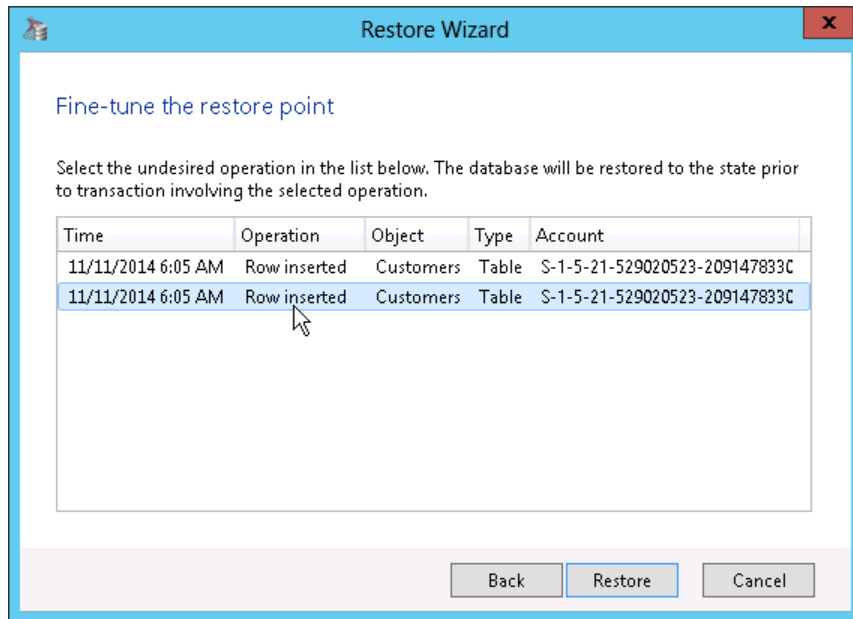 Restore Wizard
x
Fine-tune the restore point
Select the undesired operation in the list below. The database will be restored to the state prior
to transaction involving the selected operation.
Time Operation Object Type Account
11/11/2014 6:05 AM Row inserted Customers Table S-1-5-21-529020523-209147833
11/11/2014 6:05 AM Row inserted Customers Table S-1-5-21-529020523-209147833
Back Restore Cancel